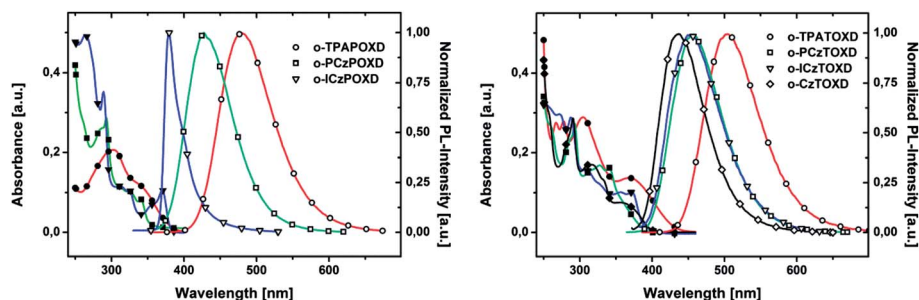 o-TPAPOXD
o-PCzPOXD
o-ICzPOXD
Absorbance [a.u.]
0,4
0,2
0,0
1,00
0,75
0,50
0,25
0,00
Normalized PL-Intensity [a.u.]
300 400 500 600
Wavelength [nm]
o-TPATOXD
o-PCzTOXD
o-ICzTOXD
o-CzTOXD
Absorbance [a.u.]
0,4
0,2
0,0
1,00
0,75
0,50
0,25
0,00
Normalized PL-Intensity [a.u.]
300 400 500 600
Wavelength [nm]